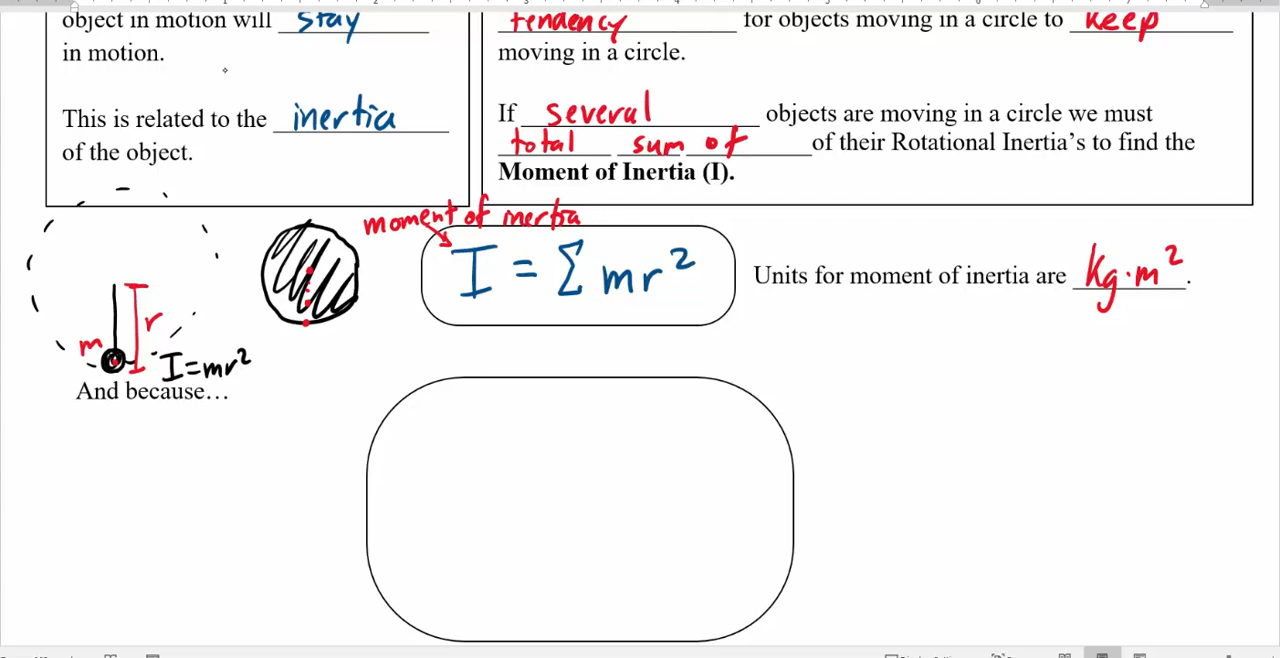 object in motion will stay
in motion.
This is related to the inertia
of the object.
tendency for objects moving in a circle to keep
moving in a circle.
If several objects are moving in a circle we must
total sum of of their Rotational Inertia's to find the
Moment of Inertia (I).
moment of inertia
I = Σ mr²
Units for moment of inertia are kg·m².
r
m
I=mr²
And because…